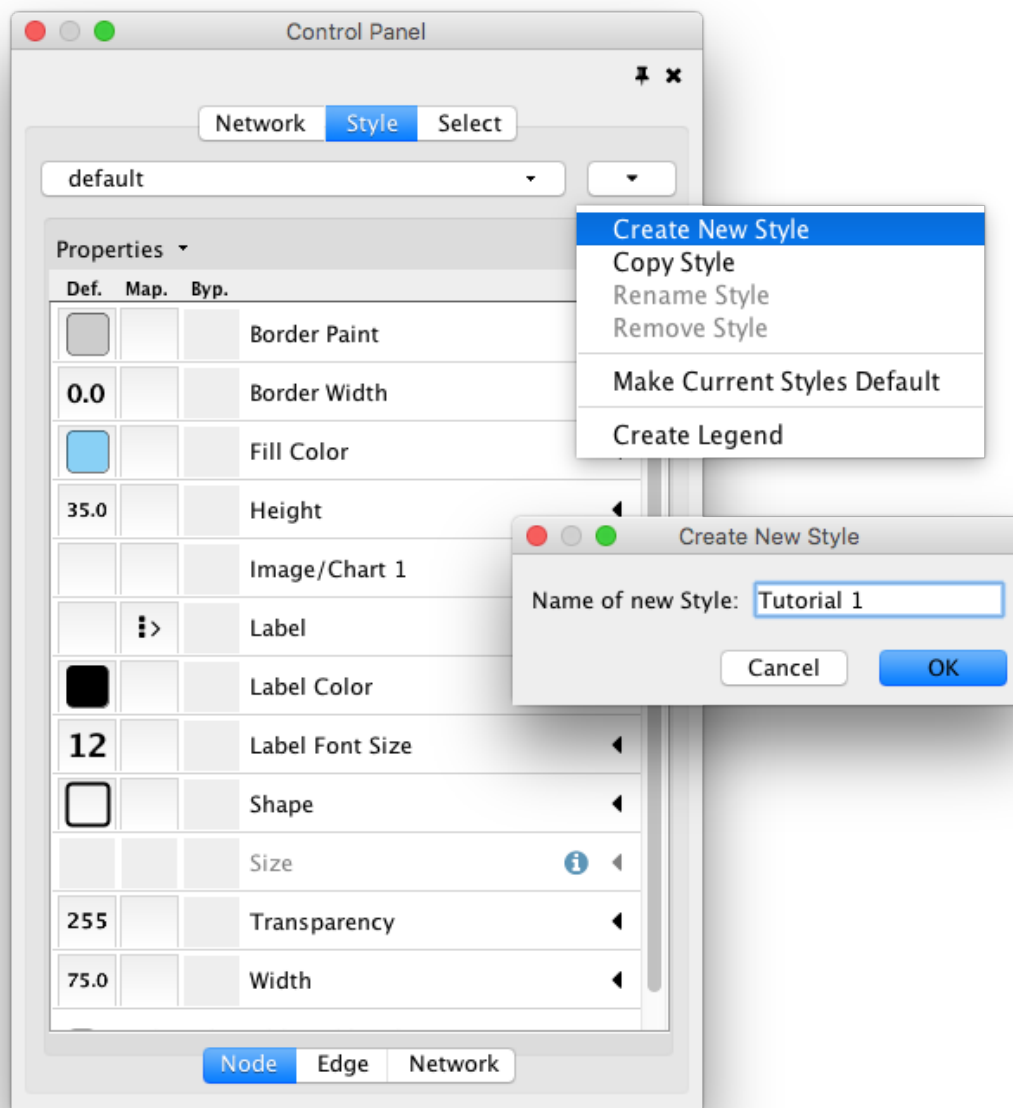 Control Panel
Network Style Select
default
Create New Style
Copy Style
Rename Style
Remove Style
Make Current Styles Default
Create Legend
Properties
Def. Map. Byp.
Border Paint
0.0 Border Width
Fill Color
35.0 Height
Image/Chart 1
Label
Label Color
12 Label Font Size
Shape
Size
255 Transparency
75.0 Width
Node Edge Network
Create New Style
Name of new Style: Tutorial 1
Cancel OK